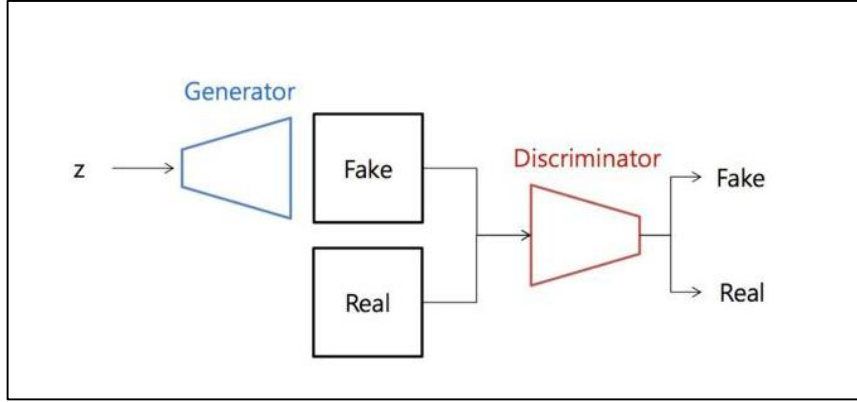 Generator
z
Fake
Discriminator
Fake
Real
Real